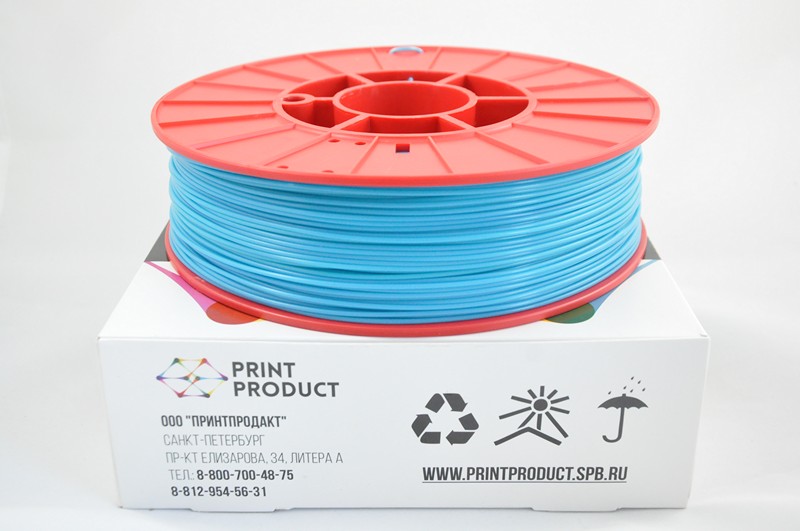 PRINT
PRODUCT
ООО "ПРИНТПРОДАКТ"
САНКТ-ПЕТЕРБУРГ
ПР-КТ ЕЛИЗАРОВА, 34, ЛИТЕРА А
ТЕЛ.: 8-800-700-48-75
8-812-954-56-31
WWW.PRINTPRODUCT.SPB.RU